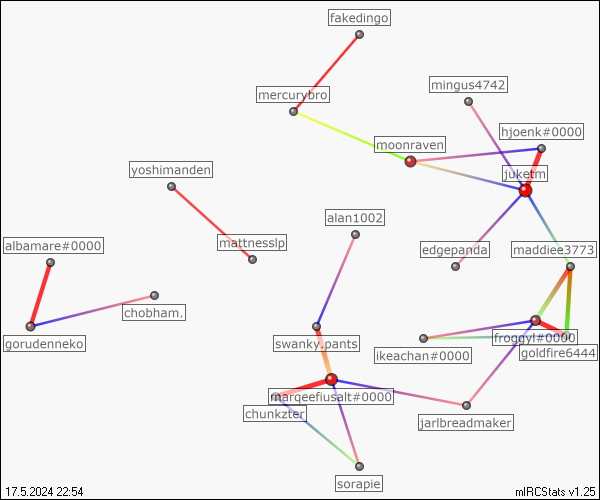 fakedingo
mingus4742
mercurybro
hjoenk#0000
moonraven
yoshimanden
juketm
alan1002
albamare#0000
mattnesslp
edgepanda
maddiee3773
chobham.
gorudenneko
swanky.pants
froggyl#0000
ikeachan#0000
goldfire6444
marqeefiusalt#0000
chunkzter
jarlbreadmaker
sorapie
17.5.2024 22:54
mIRCStats v1.25